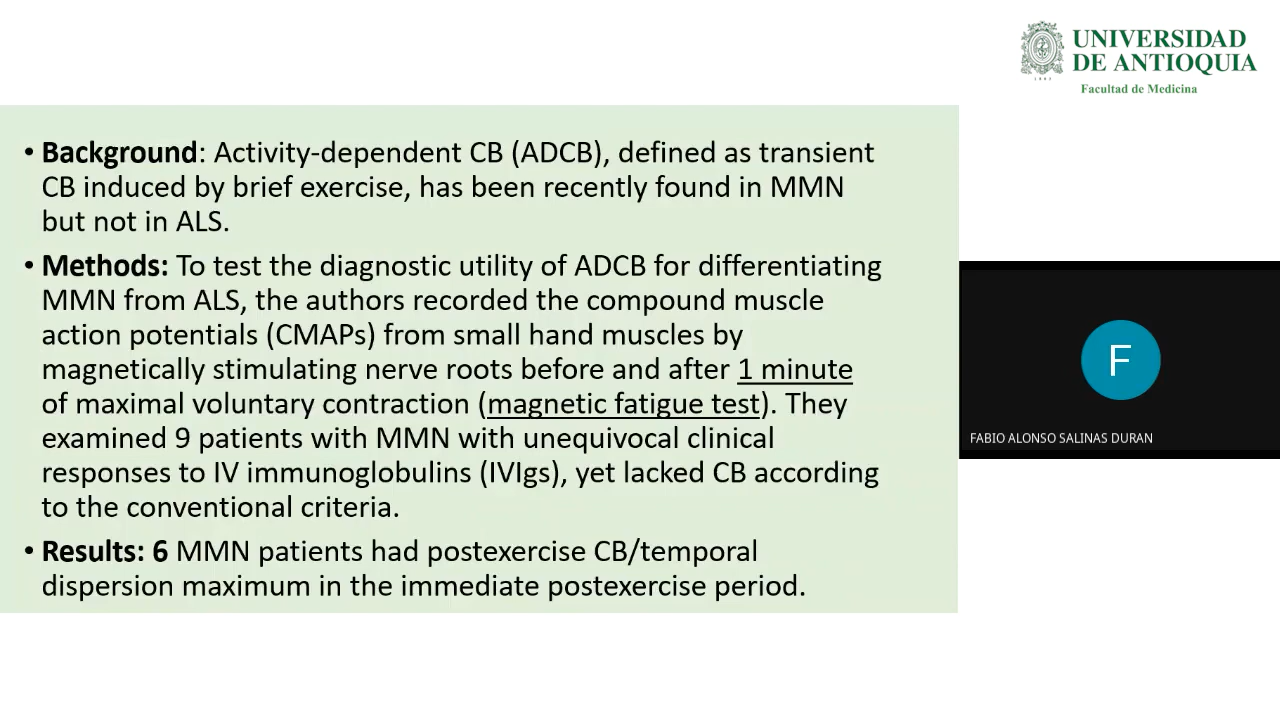 UNIVERSIDAD
DE ANTIOQUIA
1803
Facultad de Medicina
• Background: Activity-dependent CB (ADCB), defined as transient
CB induced by brief exercise, has been recently found in MMN
but not in ALS.
• Methods: To test the diagnostic utility of ADCB for differentiating
MMN from ALS, the authors recorded the compound muscle
action potentials (CMAPs) from small hand muscles by
magnetically stimulating nerve roots before and after 1 minute
of maximal voluntary contraction (magnetic fatigue test). They
examined 9 patients with MMN with unequivocal clinical
responses to IV immunoglobulins (IVIgs), yet lacked CB according
to the conventional criteria.
• Results: 6 MMN patients had postexercise CB/temporal
dispersion maximum in the immediate postexercise period.
F
FABIO ALONSO SALINAS DURAN